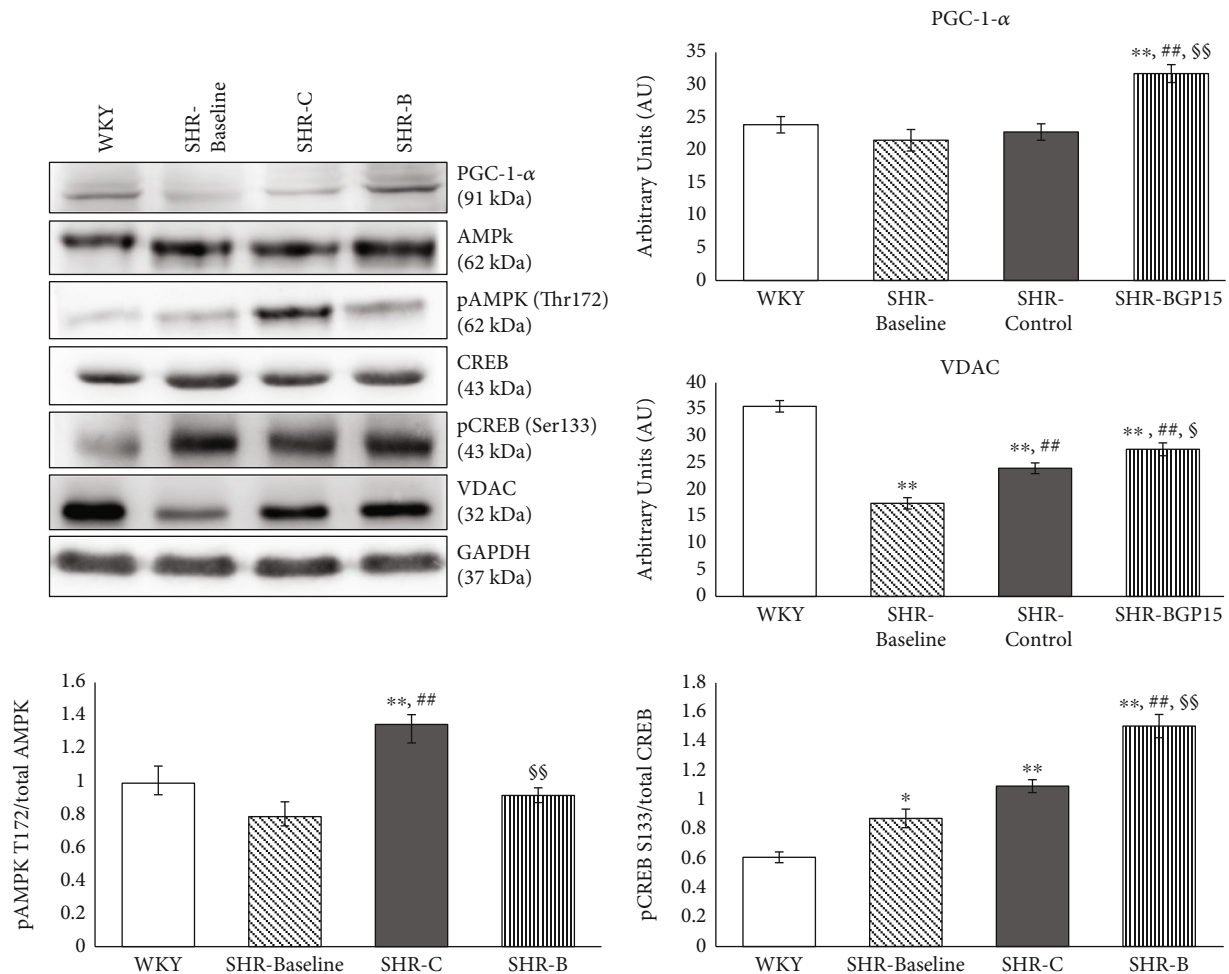 WKY
SHR-
Baseline
SHR-C
SHR-B
PGC-1-α
(91 kDa)
AMPk
(62 kDa)
pAMPK (Thr172)
(62 kDa)
CREB
(43 kDa)
pCREB (Ser133)
(43 kDa)
VDAC
(32 kDa)
GAPDH
(37 kDa)
PGC-1-α
Arbitrary Units (AU)
35
30
25
20
15
10
5
0
**, ##, §§
WKY
SHR-
Baseline
SHR-
Control
SHR-BGP15
VDAC
Arbitrary Units (AU)
40
35
30
25
20
15
10
5
0
**
**, ##
** , ##, §
WKY
SHR-
Baseline
SHR-
Control
SHR-BGP15
pAMPK T172/total AMPK
1.6
1.4
1.2
1
0.8
0.6
0.4
0.2
0
**, ##
§§
WKY
SHR-Baseline
SHR-C
SHR-B
pCREB S133/total CREB
1.8
1.6
1.4
1.2
1
0.8
0.6
0.4
0.2
0
*
**
**, ##, §§
WKY
SHR-Baseline
SHR-C
SHR-B